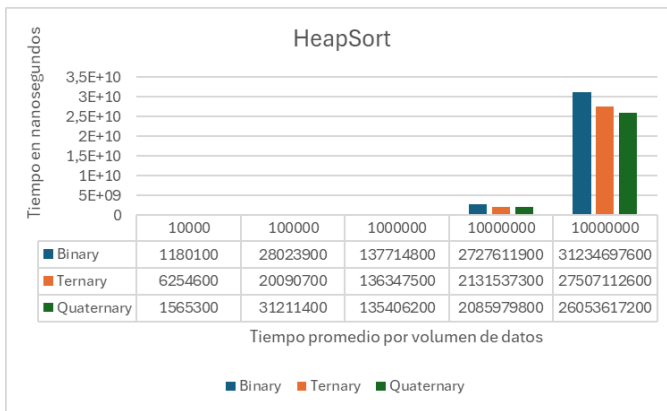 HeapSort
Tiempo en nanosegundos
3,5E+10
3E+10
2,5E+10
2E+10
1,5E+10
1E+10
5E+09
0
10000 100000 1000000 10000000 100000000
Binary 1180100 28023900 137714800 2727611900 31234697600
Ternary 6254600 20090700 136347500 2131537300 27507112600
Quaternary 1565300 31211400 135406200 2085979800 26053617200
Tiempo promedio por volumen de datos
Binary Ternary Quaternary